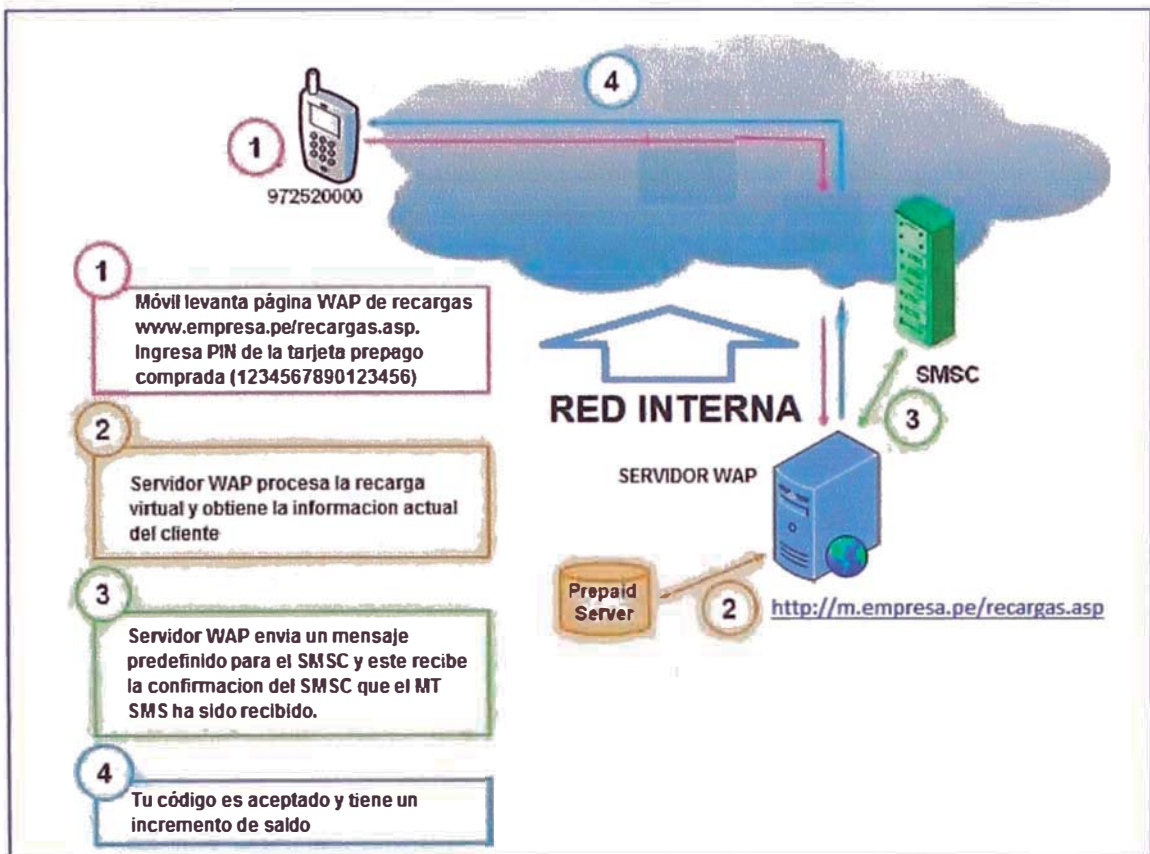 4
1
972520000
1
Móvil levanta página WAP de recargas
www.empresa.pe/recargas.asp.
Ingresa PIN de la tarjeta prepago
comprada (1234567890123456)
SMSC
RED INTERNA
3
2
SERVIDOR WAP
Servidor WAP procesa la recarga
virtual y obtiene la informacion actual
del cliente
Prepaid
Server
2
http://m.empresa.pe/recargas.asp
3
Servidor WAP envia un mensaje
predefinido para el SMSC y este recibe
la confirmacion del SMSC que el MT
SMS ha sido recibido.
4
Tu código es aceptado y tiene un
incremento de saldo